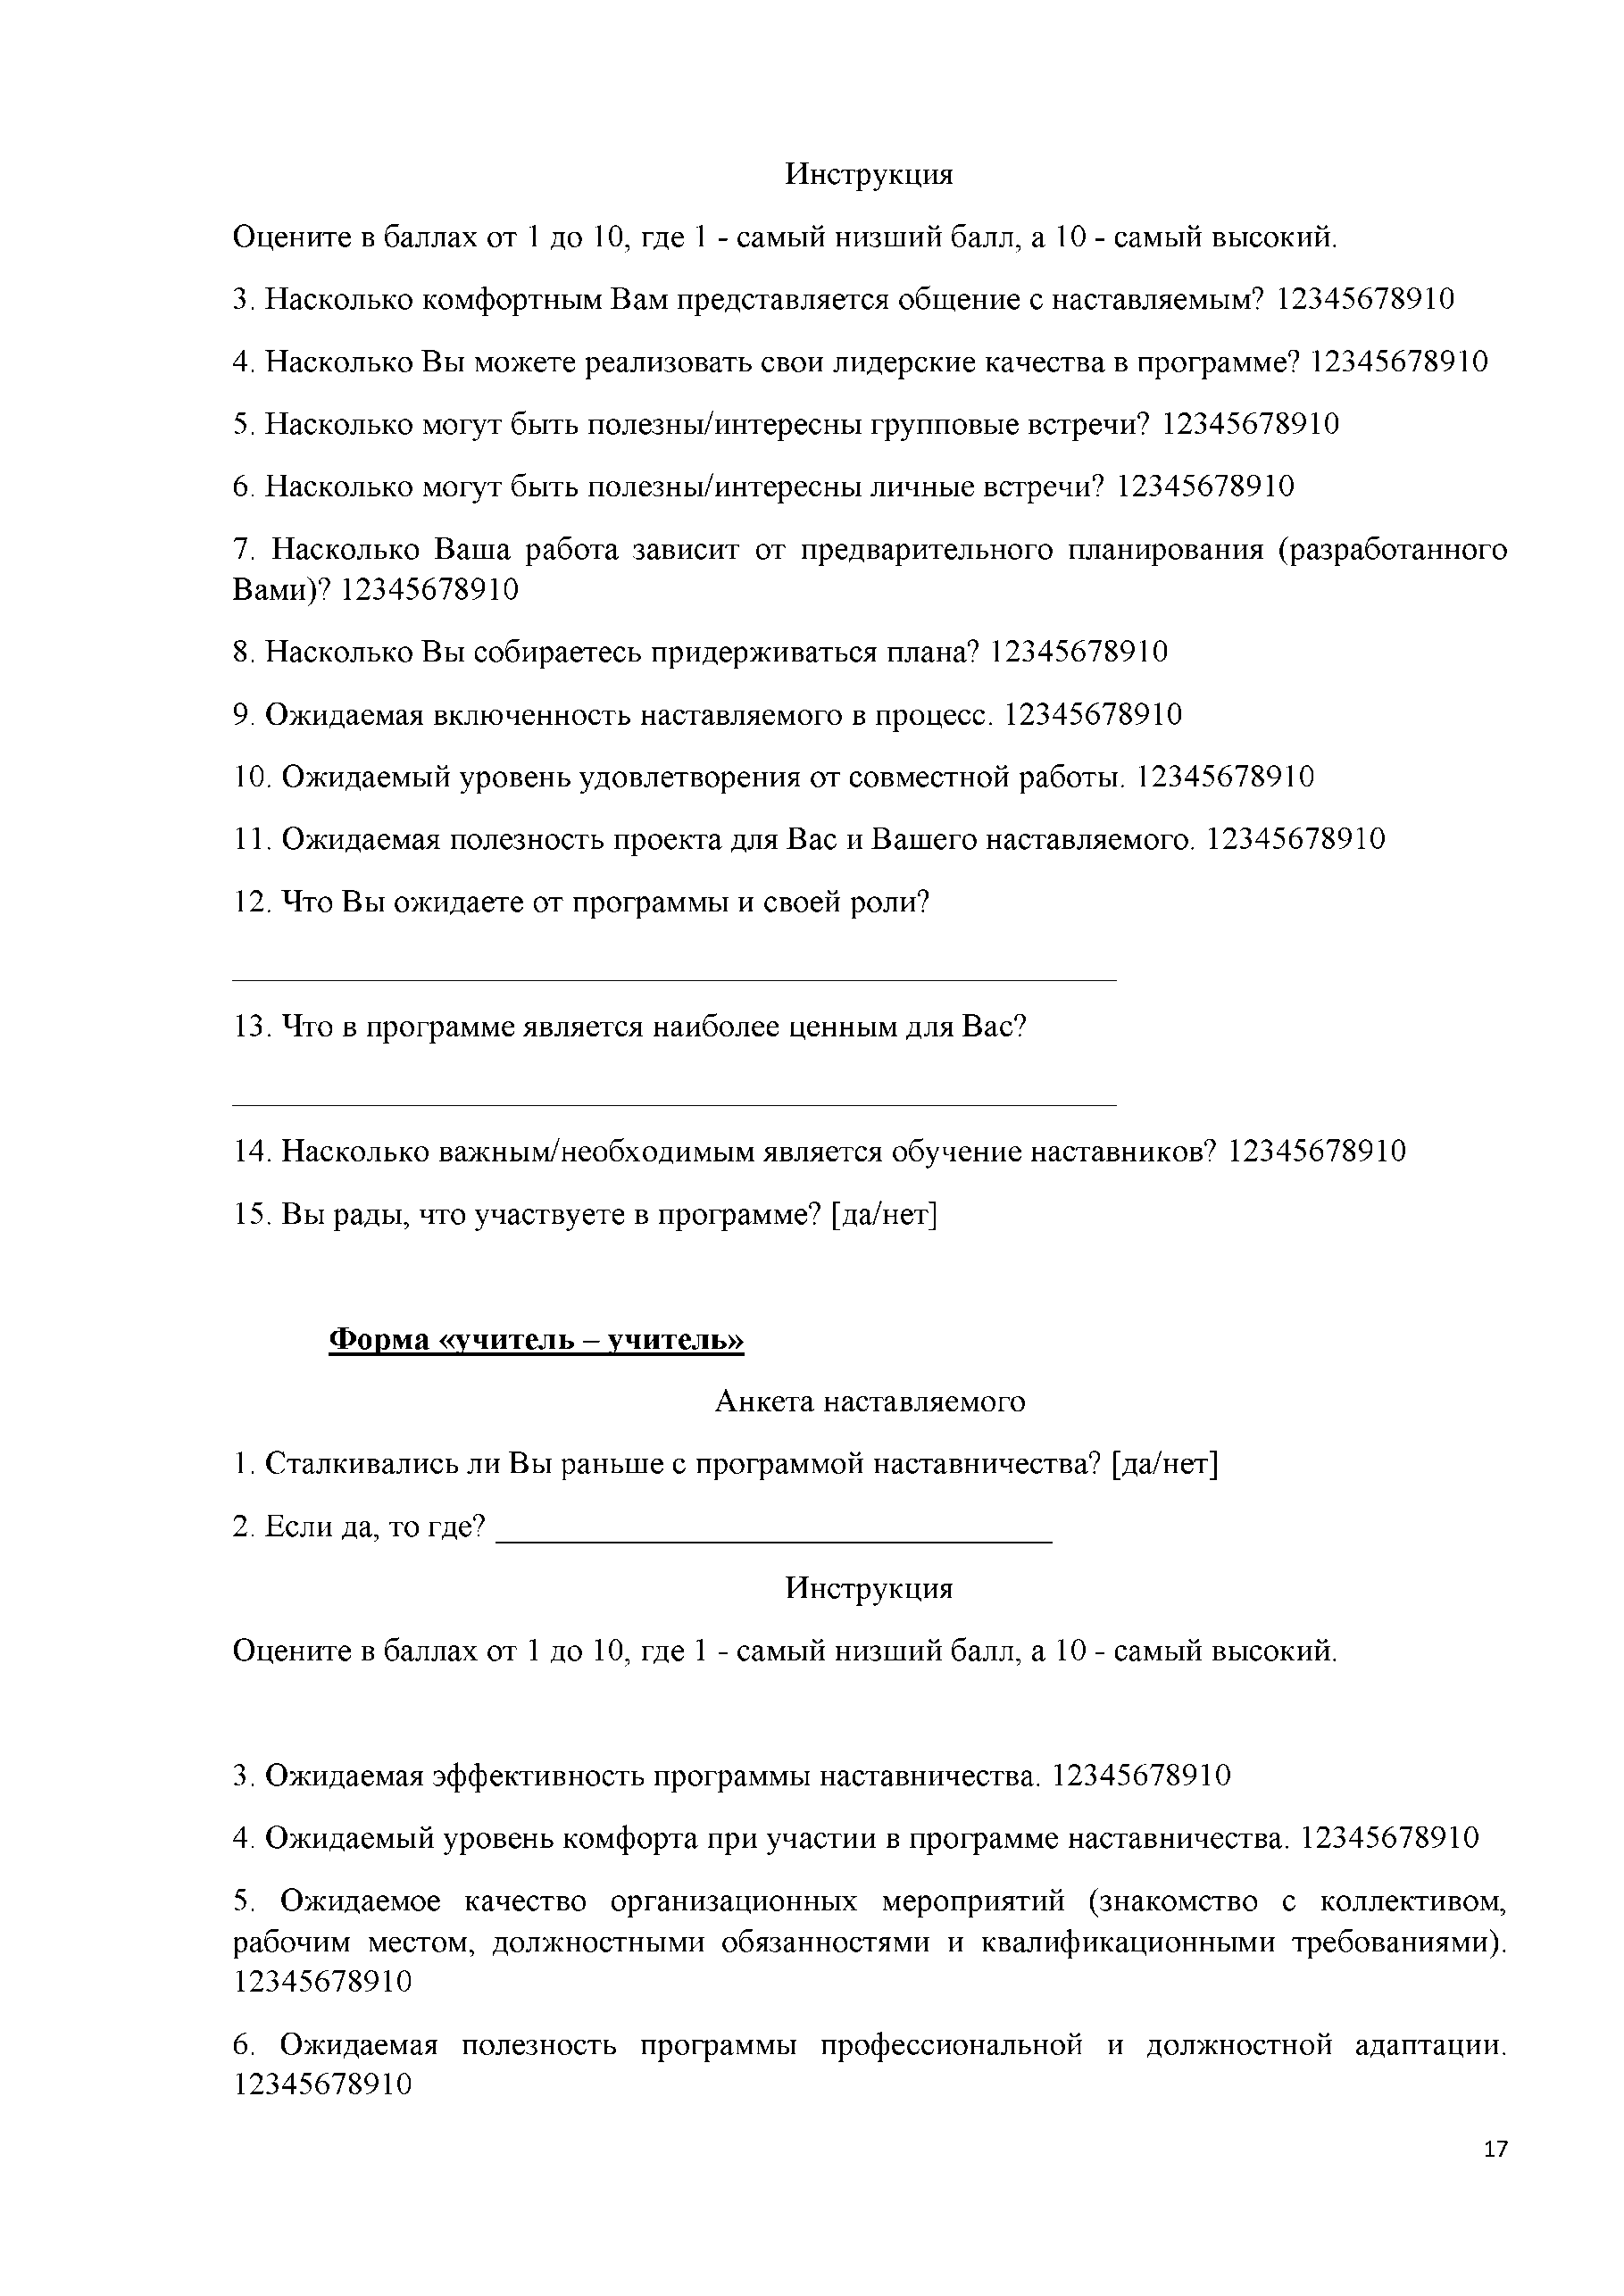 Инструкция
Оцените в баллах от 1 до 10, где 1 - самый низший балл, а 10 - самый высокий.
3. Насколько комфортным Вам представляется общение с наставляемым? 12345678910
4. Насколько Вы можете реализовать свои лидерские качества в программе? 12345678910
5. Насколько могут быть полезны/интересны групповые встречи? 12345678910
6. Насколько могут быть полезны/интересны личные встречи? 12345678910
7. Насколько Ваша работа зависит от предварительного планирования (разработанного
Вами)? 12345678910
8. Насколько Вы собираетесь придерживаться плана? 12345678910
9. Ожидаемая включенность наставляемого в процесс. 12345678910
10. Ожидаемый уровень удовлетворения от совместной работы. 12345678910
11. Ожидаемая полезность проекта для Вас и Вашего наставляемого. 12345678910
12. Что Вы ожидаете от программы и своей роли?
13. Что в программе является наиболее ценным для Вас?
14. Насколько важным/необходимым является обучение наставников? 12345678910
15. Вы рады, что участвуете в программе? [да/нет]
Форма «учитель – учитель»
Анкета наставляемого
1. Сталкивались ли Вы раньше с программой наставничества? [да/нет]
2. Если да, то где? ___________________________________
Инструкция
Оцените в баллах от 1 до 10, где 1 - самый низший балл, а 10 - самый высокий.
3. Ожидаемая эффективность программы наставничества. 12345678910
4. Ожидаемый уровень комфорта при участии в программе наставничества. 12345678910
5. Ожидаемое качество организационных мероприятий (знакомство с коллективом,
рабочим местом, должностными обязанностями и квалификационными требованиями).
12345678910
6. Ожидаемая полезность программы профессиональной и должностной адаптации.
12345678910
17